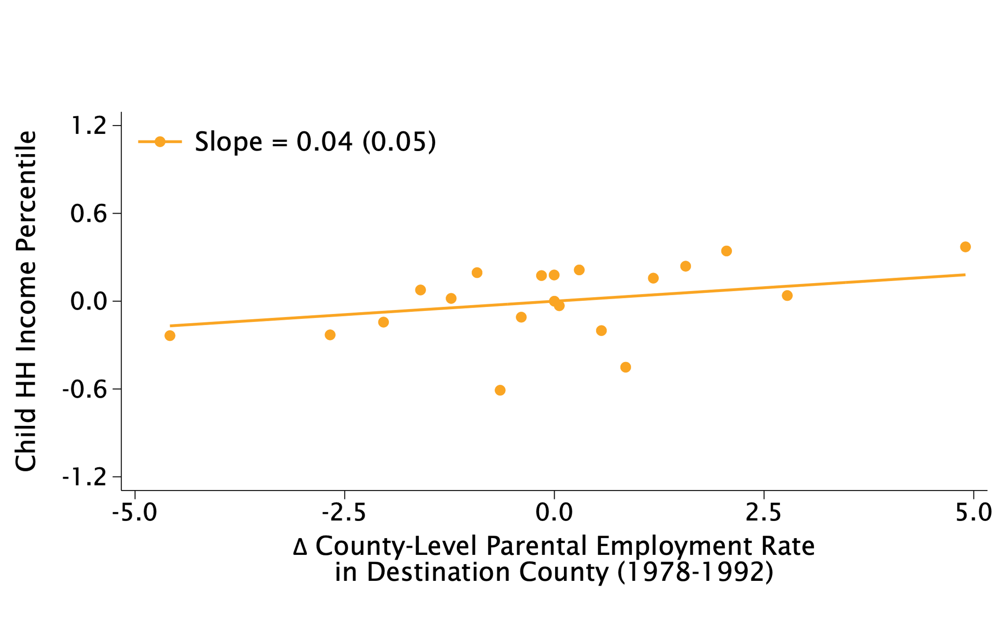 Child HH Income Percentile
1.2
0.6
0.0
-0.6
-1.2
Slope = 0.04 (0.05)
-5.0
-2.5
0.0
2.5
5.0
Δ County-Level Parental Employment Rate
in Destination County (1978-1992)